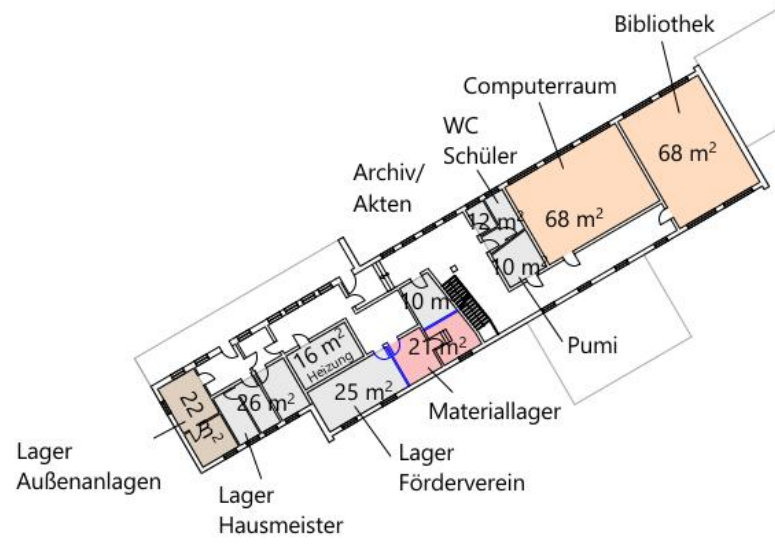 Bibliothek
Computerraum
WC
Schüler
Archiv/
Akten
68 m²
68 m²
12 m²
10 m²
10 m
Pumi
21 m²
16 m²
Heizung
25 m²
Materiallager
26 m²
22 m²
Lager
Außenanlagen
Lager
Förderverein
Lager
Hausmeister